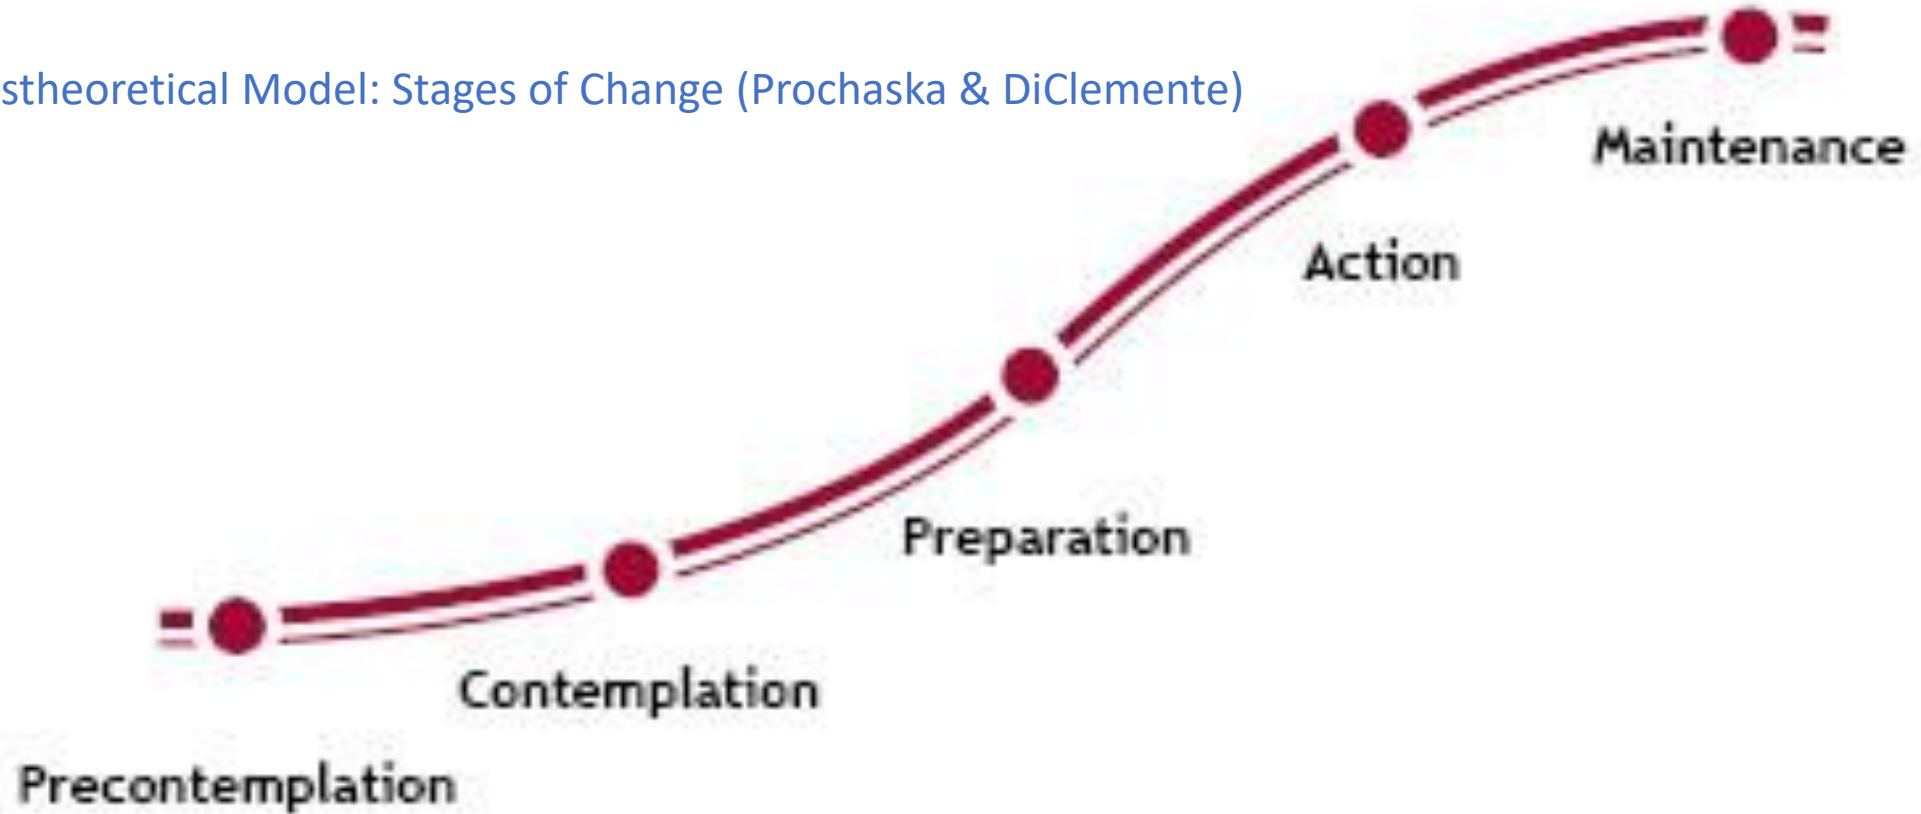 stheoretical Model: Stages of Change (Prochaska & DiClemente)
Maintenance
Action
Preparation
Contemplation
Precontemplation